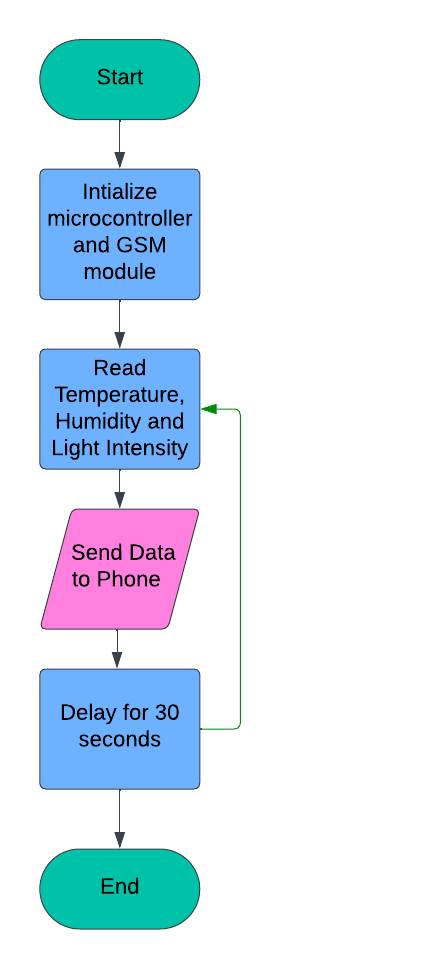 Start
Intialize
microcontroller
and GSM
module
Read
Temperature,
Humidity and
Light Intensity
Send Data
to Phone
Delay for 30
seconds
End